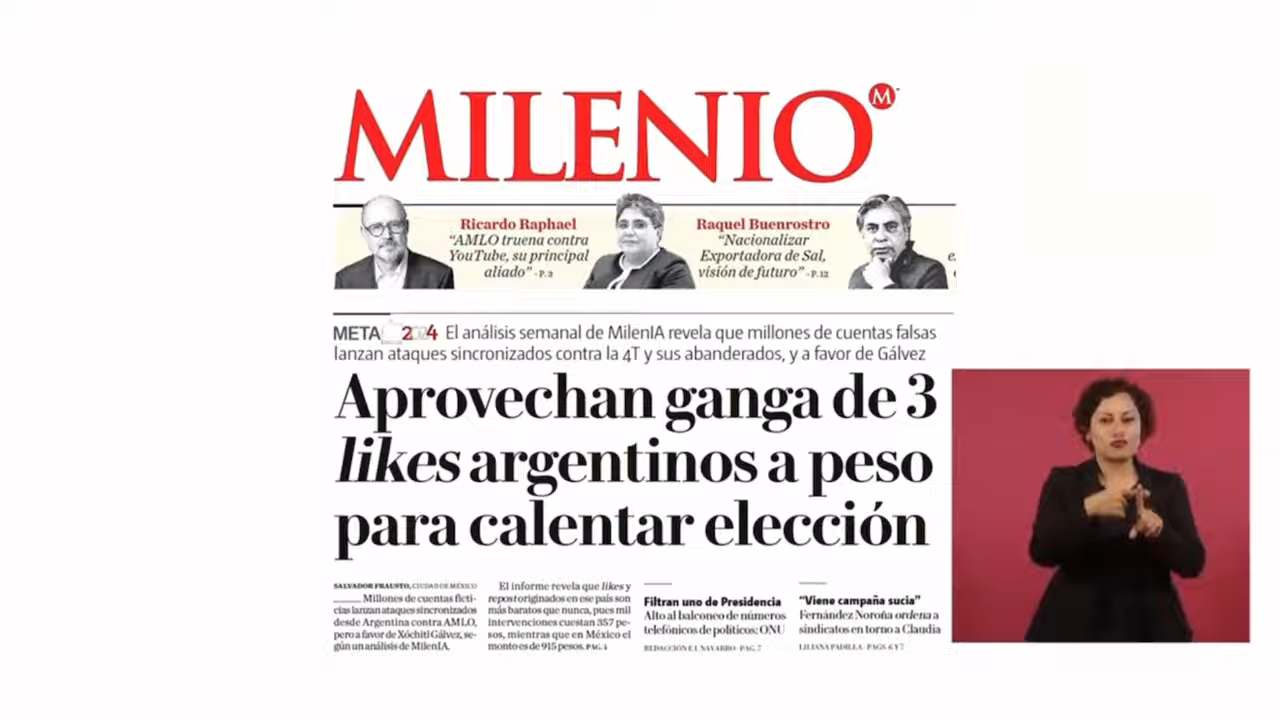 MILENIO
M
Ricardo Raphael
“AMLO truena contra
YouTube, su principal
aliado” - P. 2
Raquel Buenrostro
“Nacionalizar
Exportadora de Sal,
visión de futuro” - P. 12
META 2024 El análisis semanal de MilenIA revela que millones de cuentas falsas
lanzan ataques sincronizados contra la 4T y sus abanderados, y a favor de Gálvez
Aprovechan ganga de 3
likes argentinos a peso
para calentar elección
SALVADOR FRAUSTO, CIUDAD DE MÉXICO
Millones de cuentas ficti-
cias lanzan ataques sincronizados
desde Argentina contra AMLO,
pero a favor de Xóchitl Gálvez, se-
gún un análisis de MilenIA.
El informe revela que likes y
repost originados en ese país son
más baratos que nunca, pues mil
intervenciones cuestan 357 pe-
sos, mientras que en México el
monto es de 915 pesos. PAG. 4
Filtran uno de Presidencia
Alto al balconeo de números
telefónicos de políticos: ONU
REDACCIÓN E I. NAVARRO - PAG. 7
“Viene campaña sucia”
Fernández Noroña ordena a
sindicatos en torno a Claudia
LILIANA PADILLA - PAGS. 6 Y 7